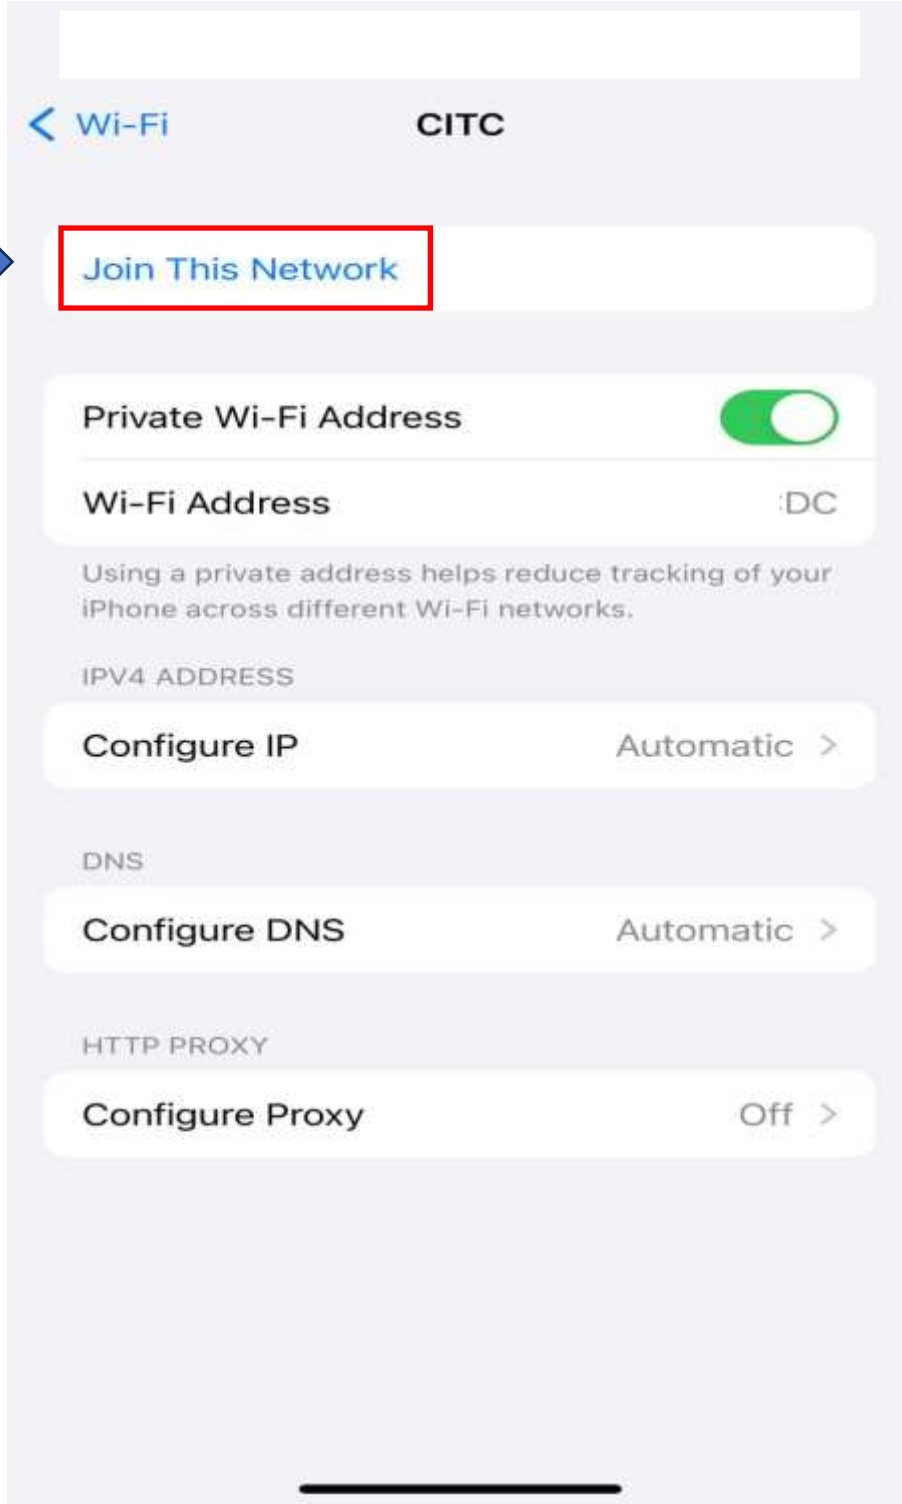 Wi-Fi
CITC
Join This Network
Private Wi-Fi Address
Wi-Fi Address :DC
Using a private address helps reduce tracking of your
iPhone across different Wi-Fi networks.
IPV4 ADDRESS
Configure IP Automatic >
DNS
Configure DNS Automatic >
HTTP PROXY
Configure Proxy Off >